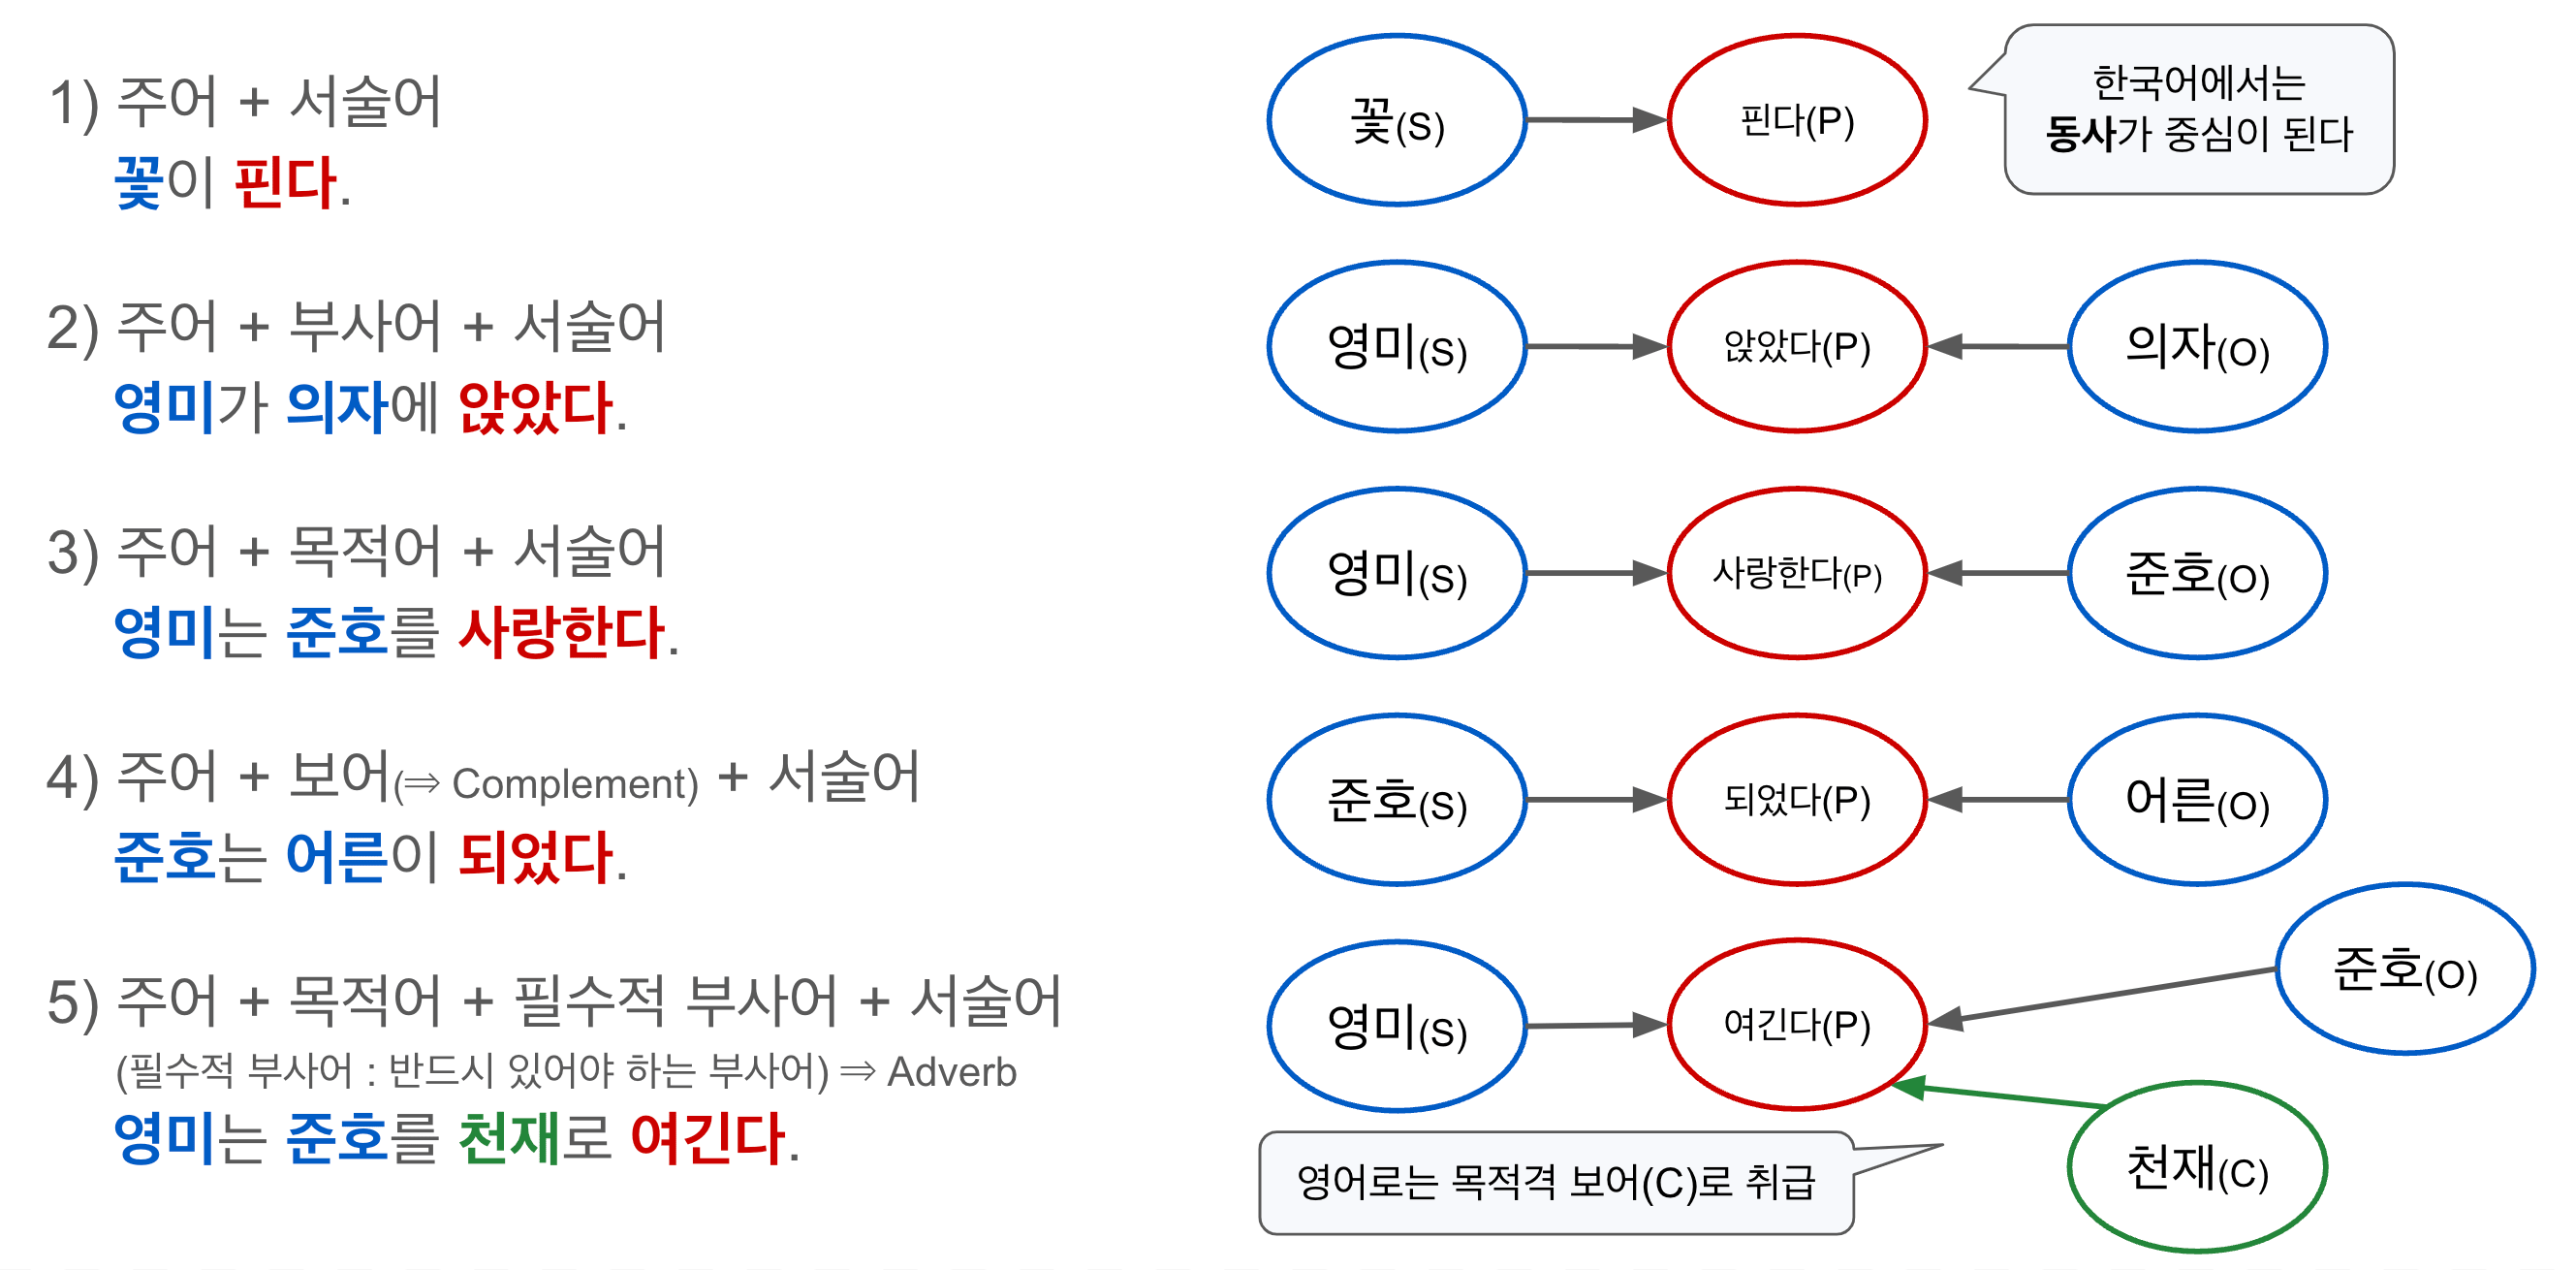 1) 주어 + 서술어
꽃이 핀다.
꽃(S)
핀다(P)
한국어에서는
동사가 중심이 된다
2) 주어 + 부사어 + 서술어
영미가 의자에 앉았다.
영미(S)
앉았다(P)
의자(O)
3) 주어 + 목적어 + 서술어
영미는 준호를 사랑한다.
영미(S)
사랑한다(P)
준호(O)
4) 주어 + 보어(⇒ Complement) + 서술어
준호는 어른이 되었다.
준호(S)
되었다(P)
어른(O)
5) 주어 + 목적어 + 필수적 부사어 + 서술어
(필수적 부사어 : 반드시 있어야 하는 부사어) ⇒ Adverb
영미는 준호를 천재로 여긴다.
영미(S)
여긴다(P)
준호(O)
천재(C)
영어로는 목적격 보어(C)로 취급